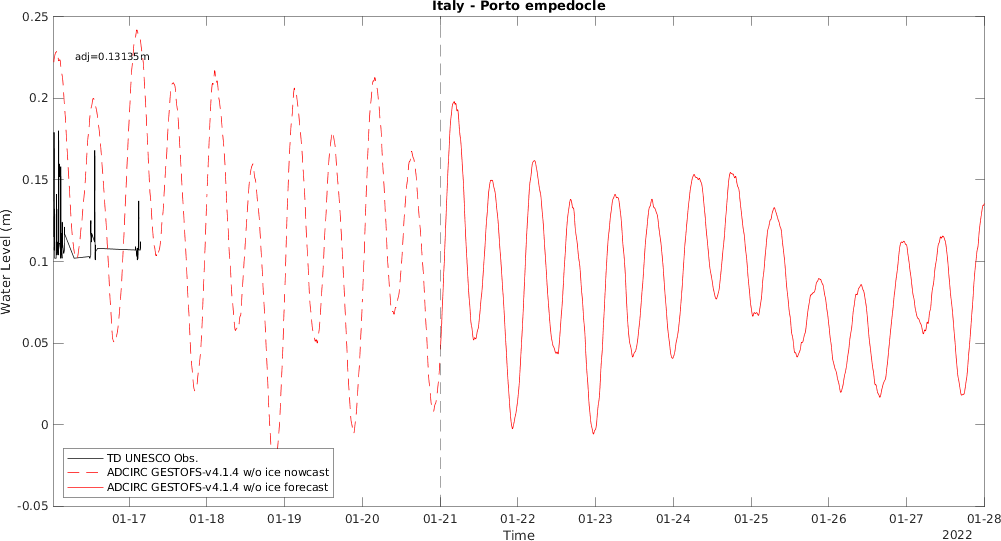 Italy - Porto empedocle
0.25
adj=0.13135m
0.2
0.15
0.1
0.05
0
-0.05
Water Level (m)
TD UNESCO Obs.
ADCIRC GESTOFS-v4.1.4 w/o ice nowcast
ADCIRC GESTOFS-v4.1.4 w/o ice forecast
01-17 01-18 01-19 01-20 01-21 01-22 01-23 01-24 01-25 01-26 01-27 01-28
Time
2022